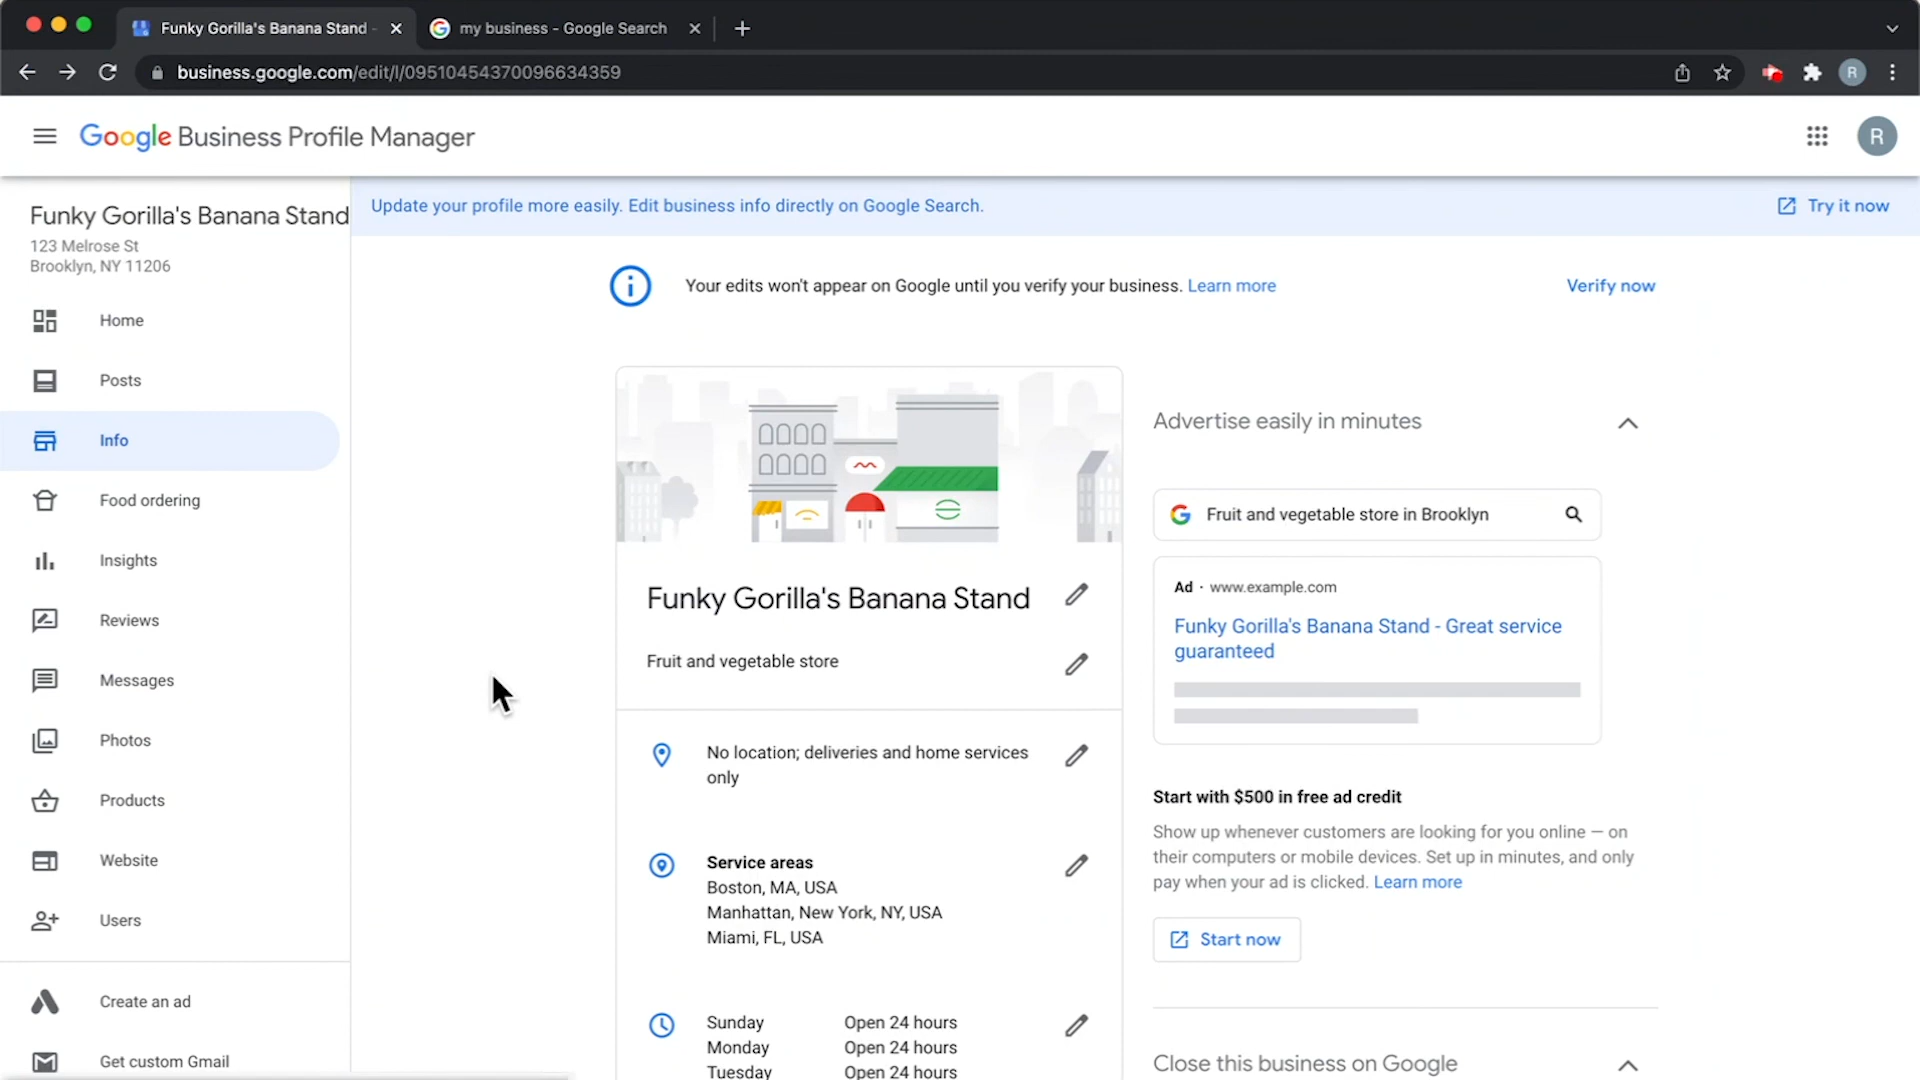 Funky Gorilla's Banana Stand -
my business - Google Search
business.google.com/edit/l/09510454370096634359
R
Google Business Profile Manager
R
Funky Gorilla's Banana Stand
123 Melrose St
Brooklyn, NY 11206
Update your profile more easily. Edit business info directly on Google Search.
Try it now
Your edits won't appear on Google until you verify your business. Learn more
Verify now
Home
Posts
Info
Food ordering
Insights
Reviews
Messages
Photos
Products
Website
Users
Create an ad
Get custom Gmail
Funky Gorilla's Banana Stand
Fruit and vegetable store
No location; deliveries and home services
only
Service areas
Boston, MA, USA
Manhattan, New York, NY, USA
Miami, FL, USA
Sunday Open 24 hours
Monday Open 24 hours
Tuesday Open 24 hours
Advertise easily in minutes
Fruit and vegetable store in Brooklyn
Ad · www.example.com
Funky Gorilla's Banana Stand - Great service
guaranteed
Start with $500 in free ad credit
Show up whenever customers are looking for you online — on
their computers or mobile devices. Set up in minutes, and only
pay when your ad is clicked. Learn more
Start now
Close this business on Google